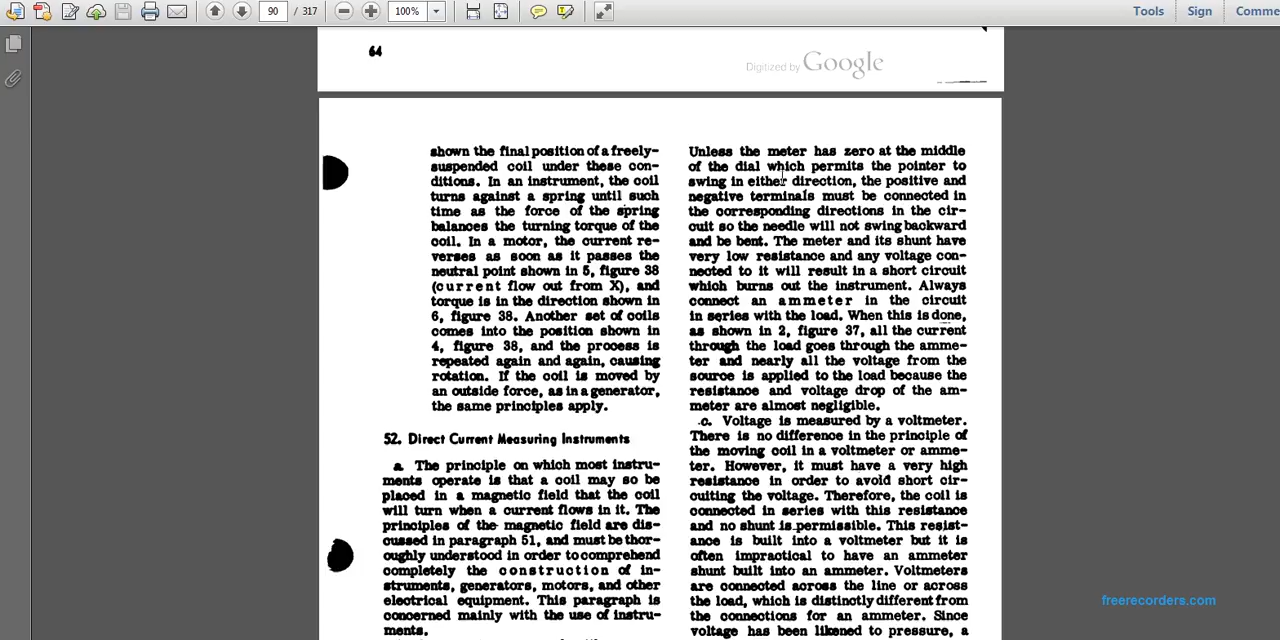 90 / 317
100%
Tools
Sign
Comme
64
Digitized by Google
shown the final position of a freely-
suspended coil under these con-
ditions. In an instrument, the coil
turns against a spring until such
time as the force of the spring
balances the turning torque of the
coil. In a motor, the current re-
verses as soon as it passes the
neutral point shown in 5, figure 38
(current flow out from X), and
torque is in the direction shown in
6, figure 38. Another set of coils
comes into the position shown in
4, figure 38, and the process is
repeated again and again, causing
rotation. If the coil is moved by
an outside force, as in a generator,
the same principles apply.
52. Direct Current Measuring Instruments
a. The principle on which most instru-
ments operate is that a coil may so be
placed in a magnetic field that the coil
will turn when a current flows in it. The
principles of the magnetic field are dis-
cussed in paragraph 51, and must be thor-
oughly understood in order to comprehend
completely the construction of in-
struments, generators, motors, and other
electrical equipment. This paragraph is
concerned mainly with the use of instru-
ments.
Unless the meter has zero at the middle
of the dial which permits the pointer to
swing in either direction, the positive and
negative terminals must be connected in
the corresponding directions in the cir-
cuit so the needle will not swing backward
and be bent. The meter and its shunt have
very low resistance and any voltage con-
nected to it will result in a short circuit
which burns out the instrument. Always
connect an ammeter in the circuit
in series with the load. When this is done,
as shown in 2, figure 37, all the current
through the load goes through the amme-
ter and nearly all the voltage from the
source is applied to the load because the
resistance and voltage drop of the am-
meter are almost negligible.
c. Voltage is measured by a voltmeter.
There is no difference in the principle of
the moving coil in a voltmeter or amme-
ter. However, it must have a very high
resistance in order to avoid short cir-
cuiting the voltage. Therefore, the coil is
connected in series with this resistance
and no shunt is permissible. This resist-
ance is built into a voltmeter but it is
often impractical to have an ammeter
shunt built into an ammeter. Voltmeters
are connected across the line or across
the load, which is distinctly different from
the connections for an ammeter. Since
voltage has been likened to pressure, a
freerecorders.com